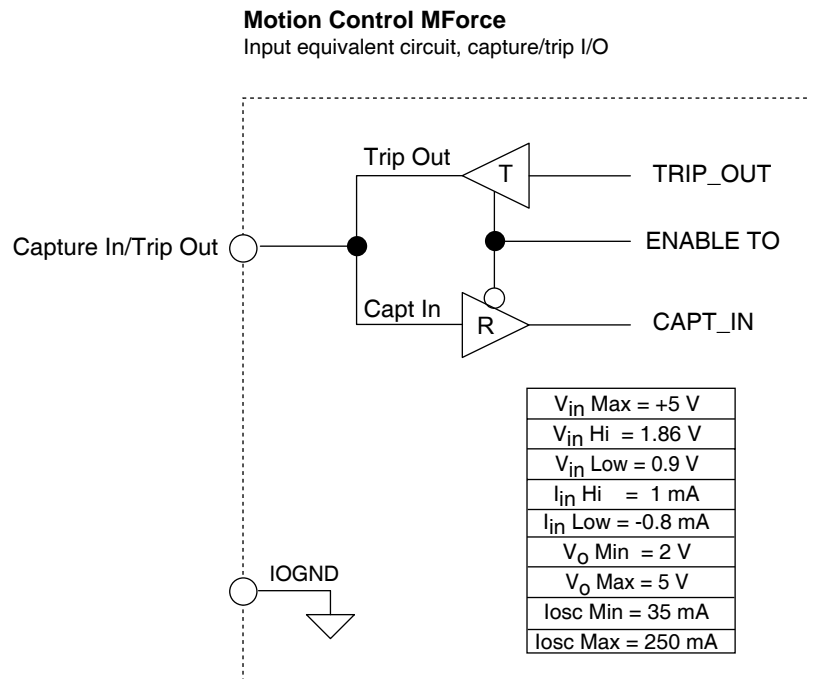 Motion Control MForce
Input equivalent circuit, capture/trip I/O
Trip Out
T
TRIP_OUT
Capture In/Trip Out
ENABLE TO
Capt In
R
CAPT_IN
Vin Max = +5 V
Vin Hi = 1.86 V
Vin Low = 0.9 V
Iin Hi = 1 mA
Iin Low = -0.8 mA
Vo Min = 2 V
Vo Max = 5 V
Iosc Min = 35 mA
Iosc Max = 250 mA
IOGND